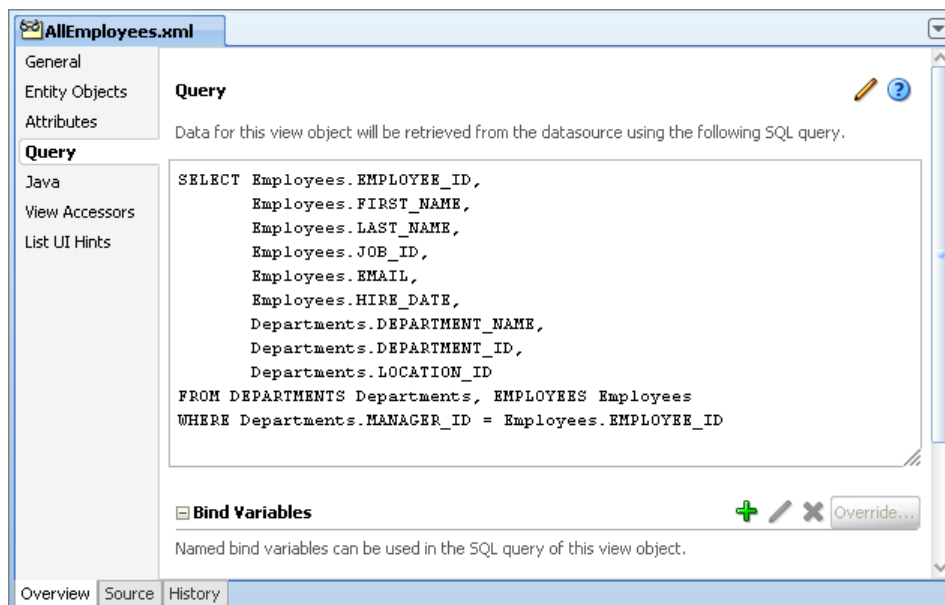 AllEmployees.xml
General
Entity Objects
Attributes
Query
Java
View Accessors
List UI Hints
Query
Data for this view object will be retrieved from the datasource using the following SQL query.
SELECT Employees.EMPLOYEE_ID,
Employees.FIRST_NAME,
Employees.LAST_NAME,
Employees.JOB_ID,
Employees.EMAIL,
Employees.HIRE_DATE,
Departments.DEPARTMENT_NAME,
Departments.DEPARTMENT_ID,
Departments.LOCATION_ID
FROM DEPARTMENTS Departments, EMPLOYEES Employees
WHERE Departments.MANAGER_ID = Employees.EMPLOYEE_ID
Bind Variables
Override...
Named bind variables can be used in the SQL query of this view object.
Overview Source History